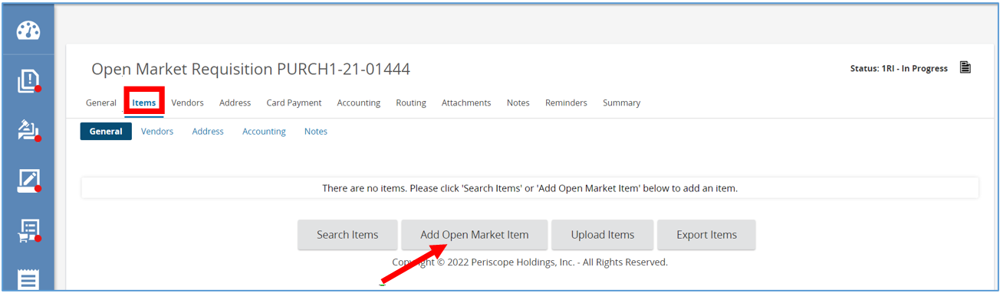 Open Market Requisition PURCH1-21-01444
Status: 1RI - In Progress
General Items Vendors Address Card Payment Accounting Routing Attachments Notes Reminders Summary
General Vendors Address Accounting Notes
There are no items. Please click 'Search Items' or 'Add Open Market Item' below to add an item.
Search Items Add Open Market Item Upload Items Export Items
Copyright © 2022 Periscope Holdings, Inc. - All Rights Reserved.